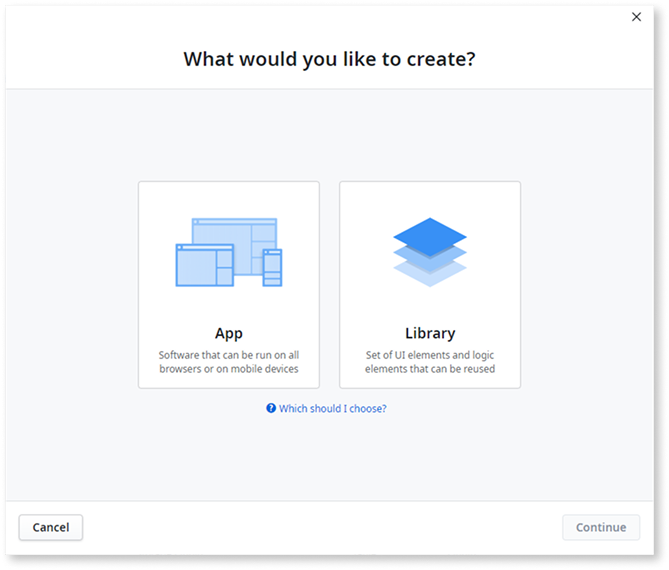 What would you like to create?
App
Software that can be run on all
browsers or on mobile devices
Library
Set of UI elements and logic
elements that can be reused
? Which should I choose?
Cancel
Continue